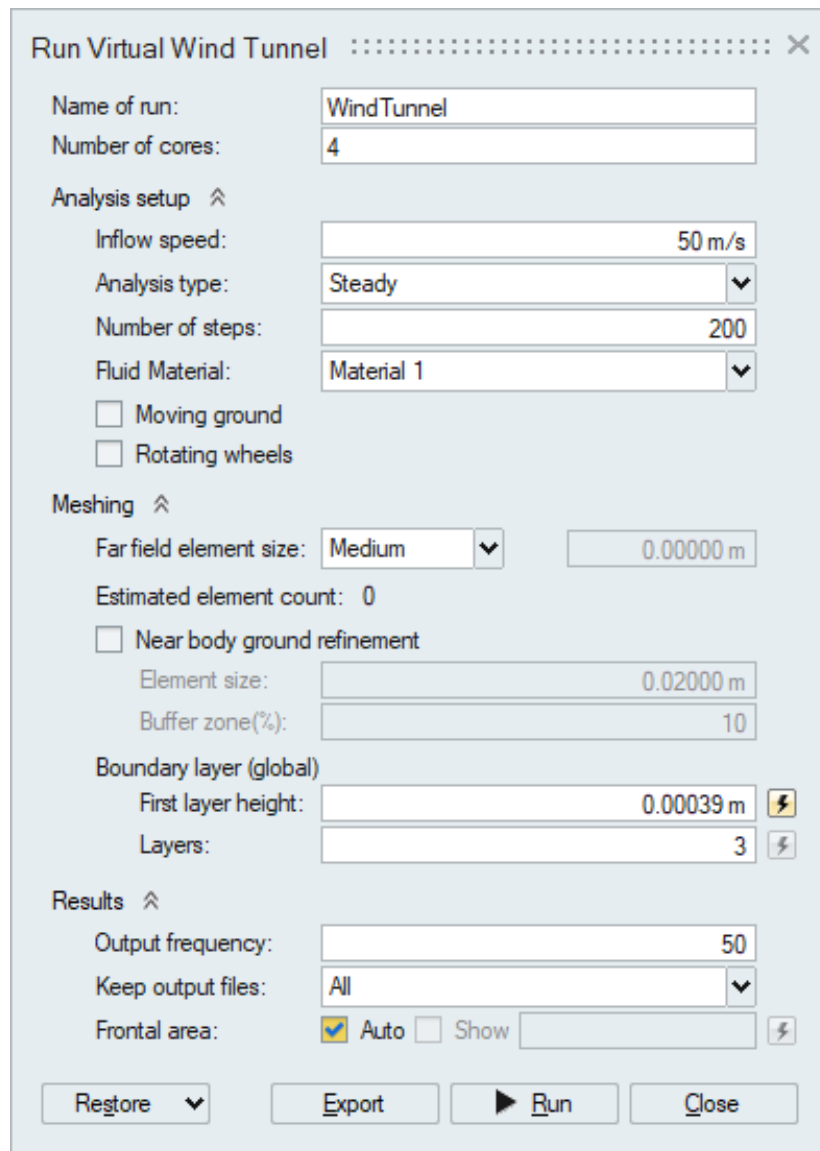 Run Virtual Wind Tunnel
Name of run: WindTunnel
Number of cores: 4
Analysis setup
Inflow speed: 50 m/s
Analysis type: Steady
Number of steps: 200
Fluid Material: Material 1
Moving ground
Rotating wheels
Meshing
Far field element size: Medium 0.00000 m
Estimated element count: 0
Near body ground refinement
Element size: 0.02000 m
Buffer zone(%): 10
Boundary layer (global)
First layer height: 0.00039 m
Layers: 3
Results
Output frequency: 50
Keep output files: All
Frontal area: Auto Show
Restore Export Run Close